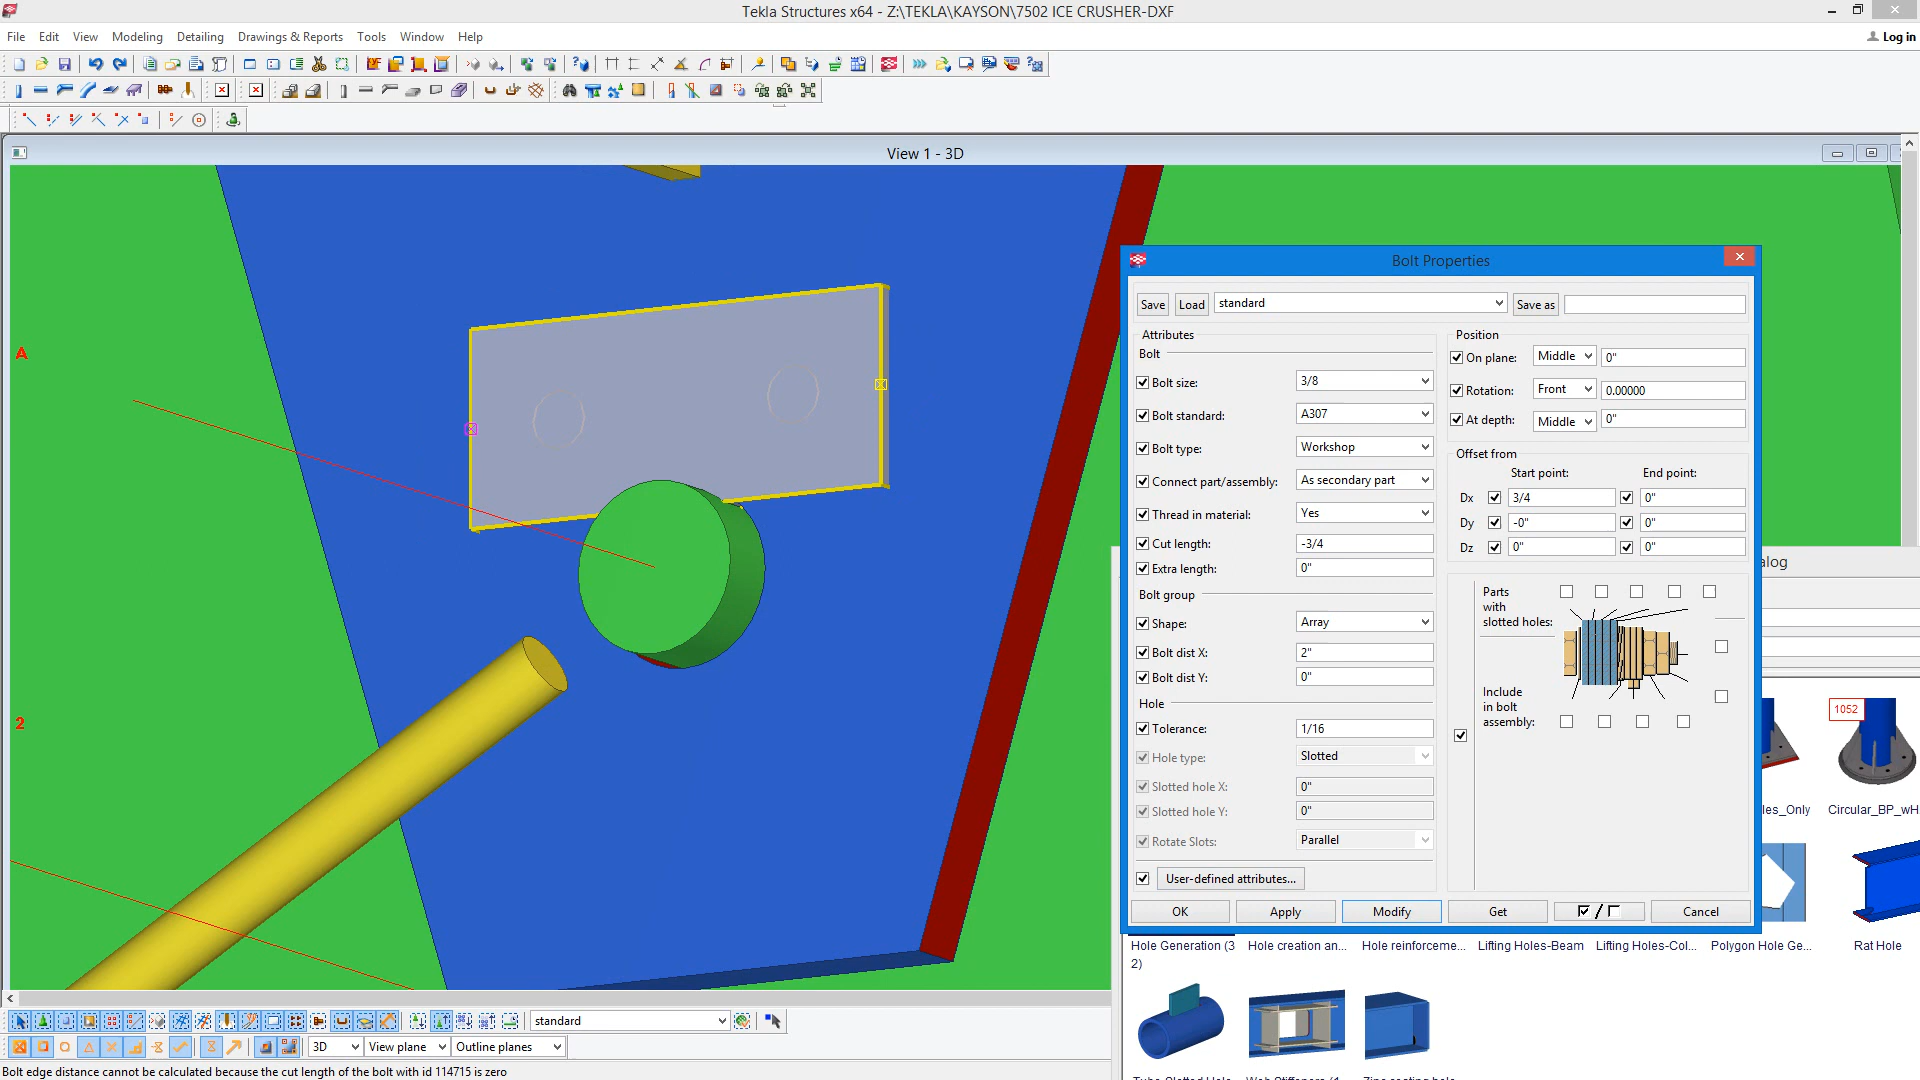 Tekla Structures x64 - Z:\TEKLA\KAYSON\7502 ICE CRUSHER-DXF
File Edit View Modeling Detailing Drawings & Reports Tools Window Help
Log in
View 1 - 3D
A
2
Bolt Properties
Save Load standard Save as
Attributes
Bolt
Bolt size: 3/8
Bolt standard: A307
Bolt type: Workshop
Connect part/assembly: As secondary part
Thread in material: Yes
Cut length: -3/4
Extra length: 0"
Bolt group
Shape: Array
Bolt dist X: 2"
Bolt dist Y: 0"
Hole
Tolerance: 1/16
Hole type: Slotted
Slotted hole X: 0"
Slotted hole Y: 0"
Rotate Slots: Parallel
User-defined attributes...
Position
On plane: Middle 0"
Rotation: Front 0.00000
At depth: Middle 0"
Offset from
Start point: End point:
Dx 3/4 0"
Dy -0" 0"
Dz 0" 0"
Parts
with
slotted holes:
Include
in bolt
assembly:
OK Apply Modify Get / Cancel
alog
1052
les_Only Circular_BP_wH
Hole Generation (3
2)
Hole creation an... Hole reinforceme... Lifting Holes-Beam Lifting Holes-Col... Polygon Hole Ge... Rat Hole
standard
3D View plane Outline planes
Bolt edge distance cannot be calculated because the cut length of the bolt with id 114715 is zero